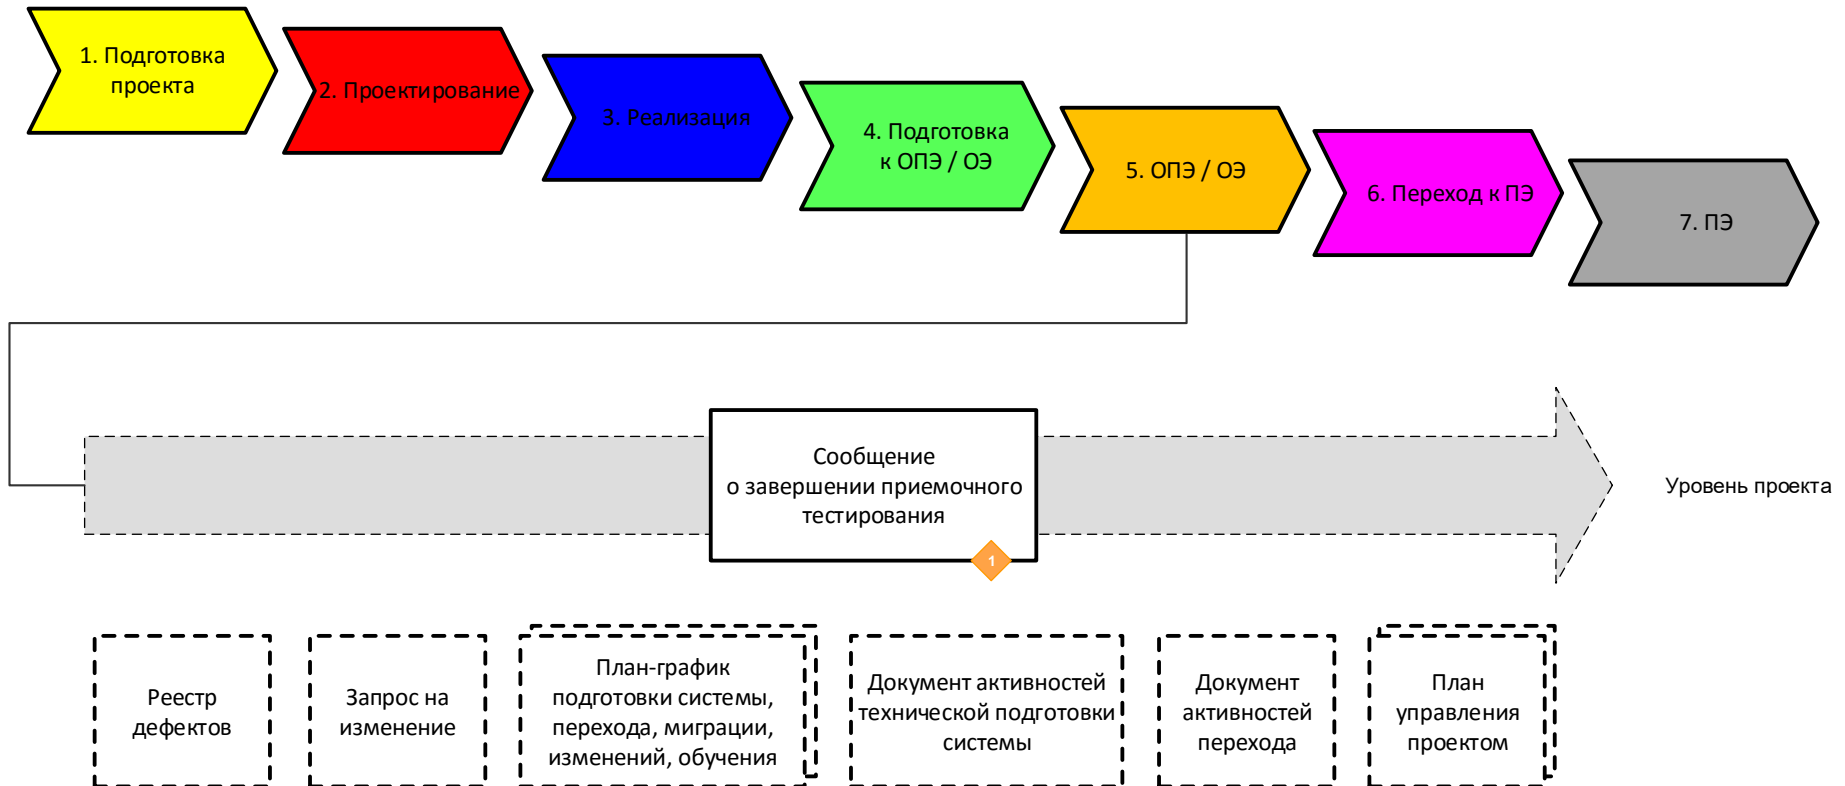 1. Подготовка
проекта
2. Проектирование
3. Реализация
4. Подготовка
к ОПЭ / ОЭ
5. ОПЭ / ОЭ
6. Переход к ПЭ
7. ПЭ
Сообщение
о завершении приемочного
тестирования
1
Уровень проекта
Реестр
дефектов
Запрос на
изменение
План-график
подготовки системы,
перехода, миграции,
изменений, обучения
Документ активностей
технической подготовки
системы
Документ
активностей
перехода
План
управления
проектом